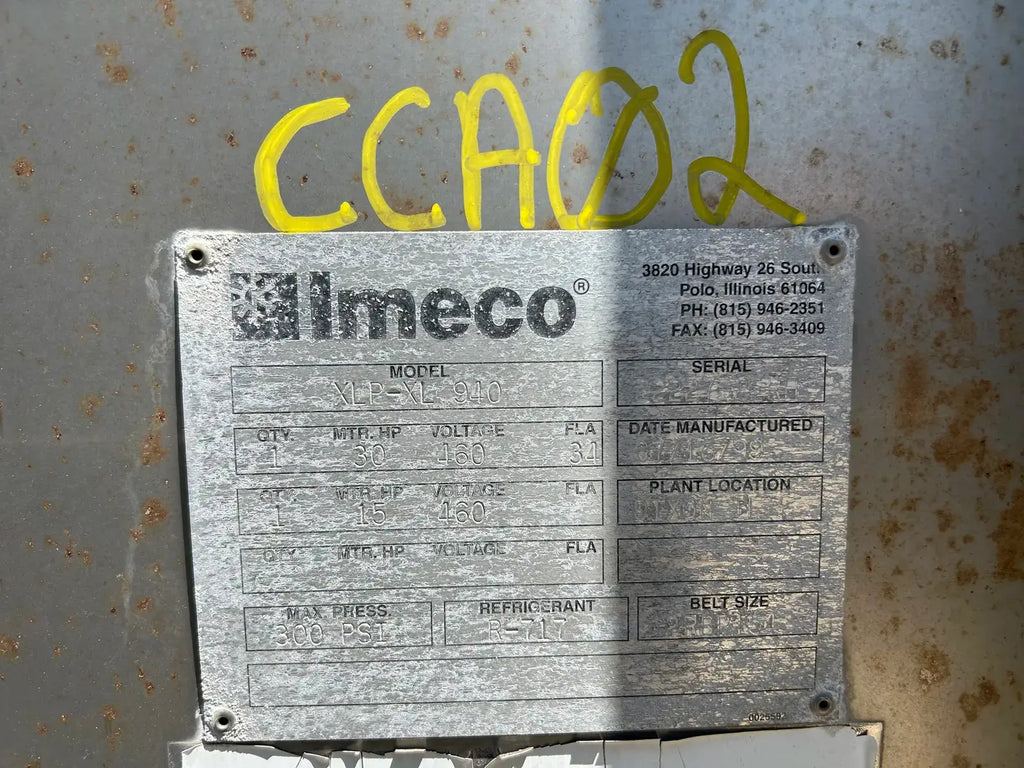 CCA02
Imeco®
3820 Highway 26 South
Polo, Illinois 61064
PH: (815) 946-2351
FAX: (815) 946-3409
MODEL
XLP-XL 940
SERIAL
QTY. MTR. HP VOLTAGE FLA
1 30 460 34
DATE MANUFACTURED
QTY. MTR. HP VOLTAGE FLA
1 15 460
PLANT LOCATION
QTY. MTR. HP VOLTAGE FLA
MAX. PRESS.
300 PSI
REFRIGERANT
R-717
BELT SIZE